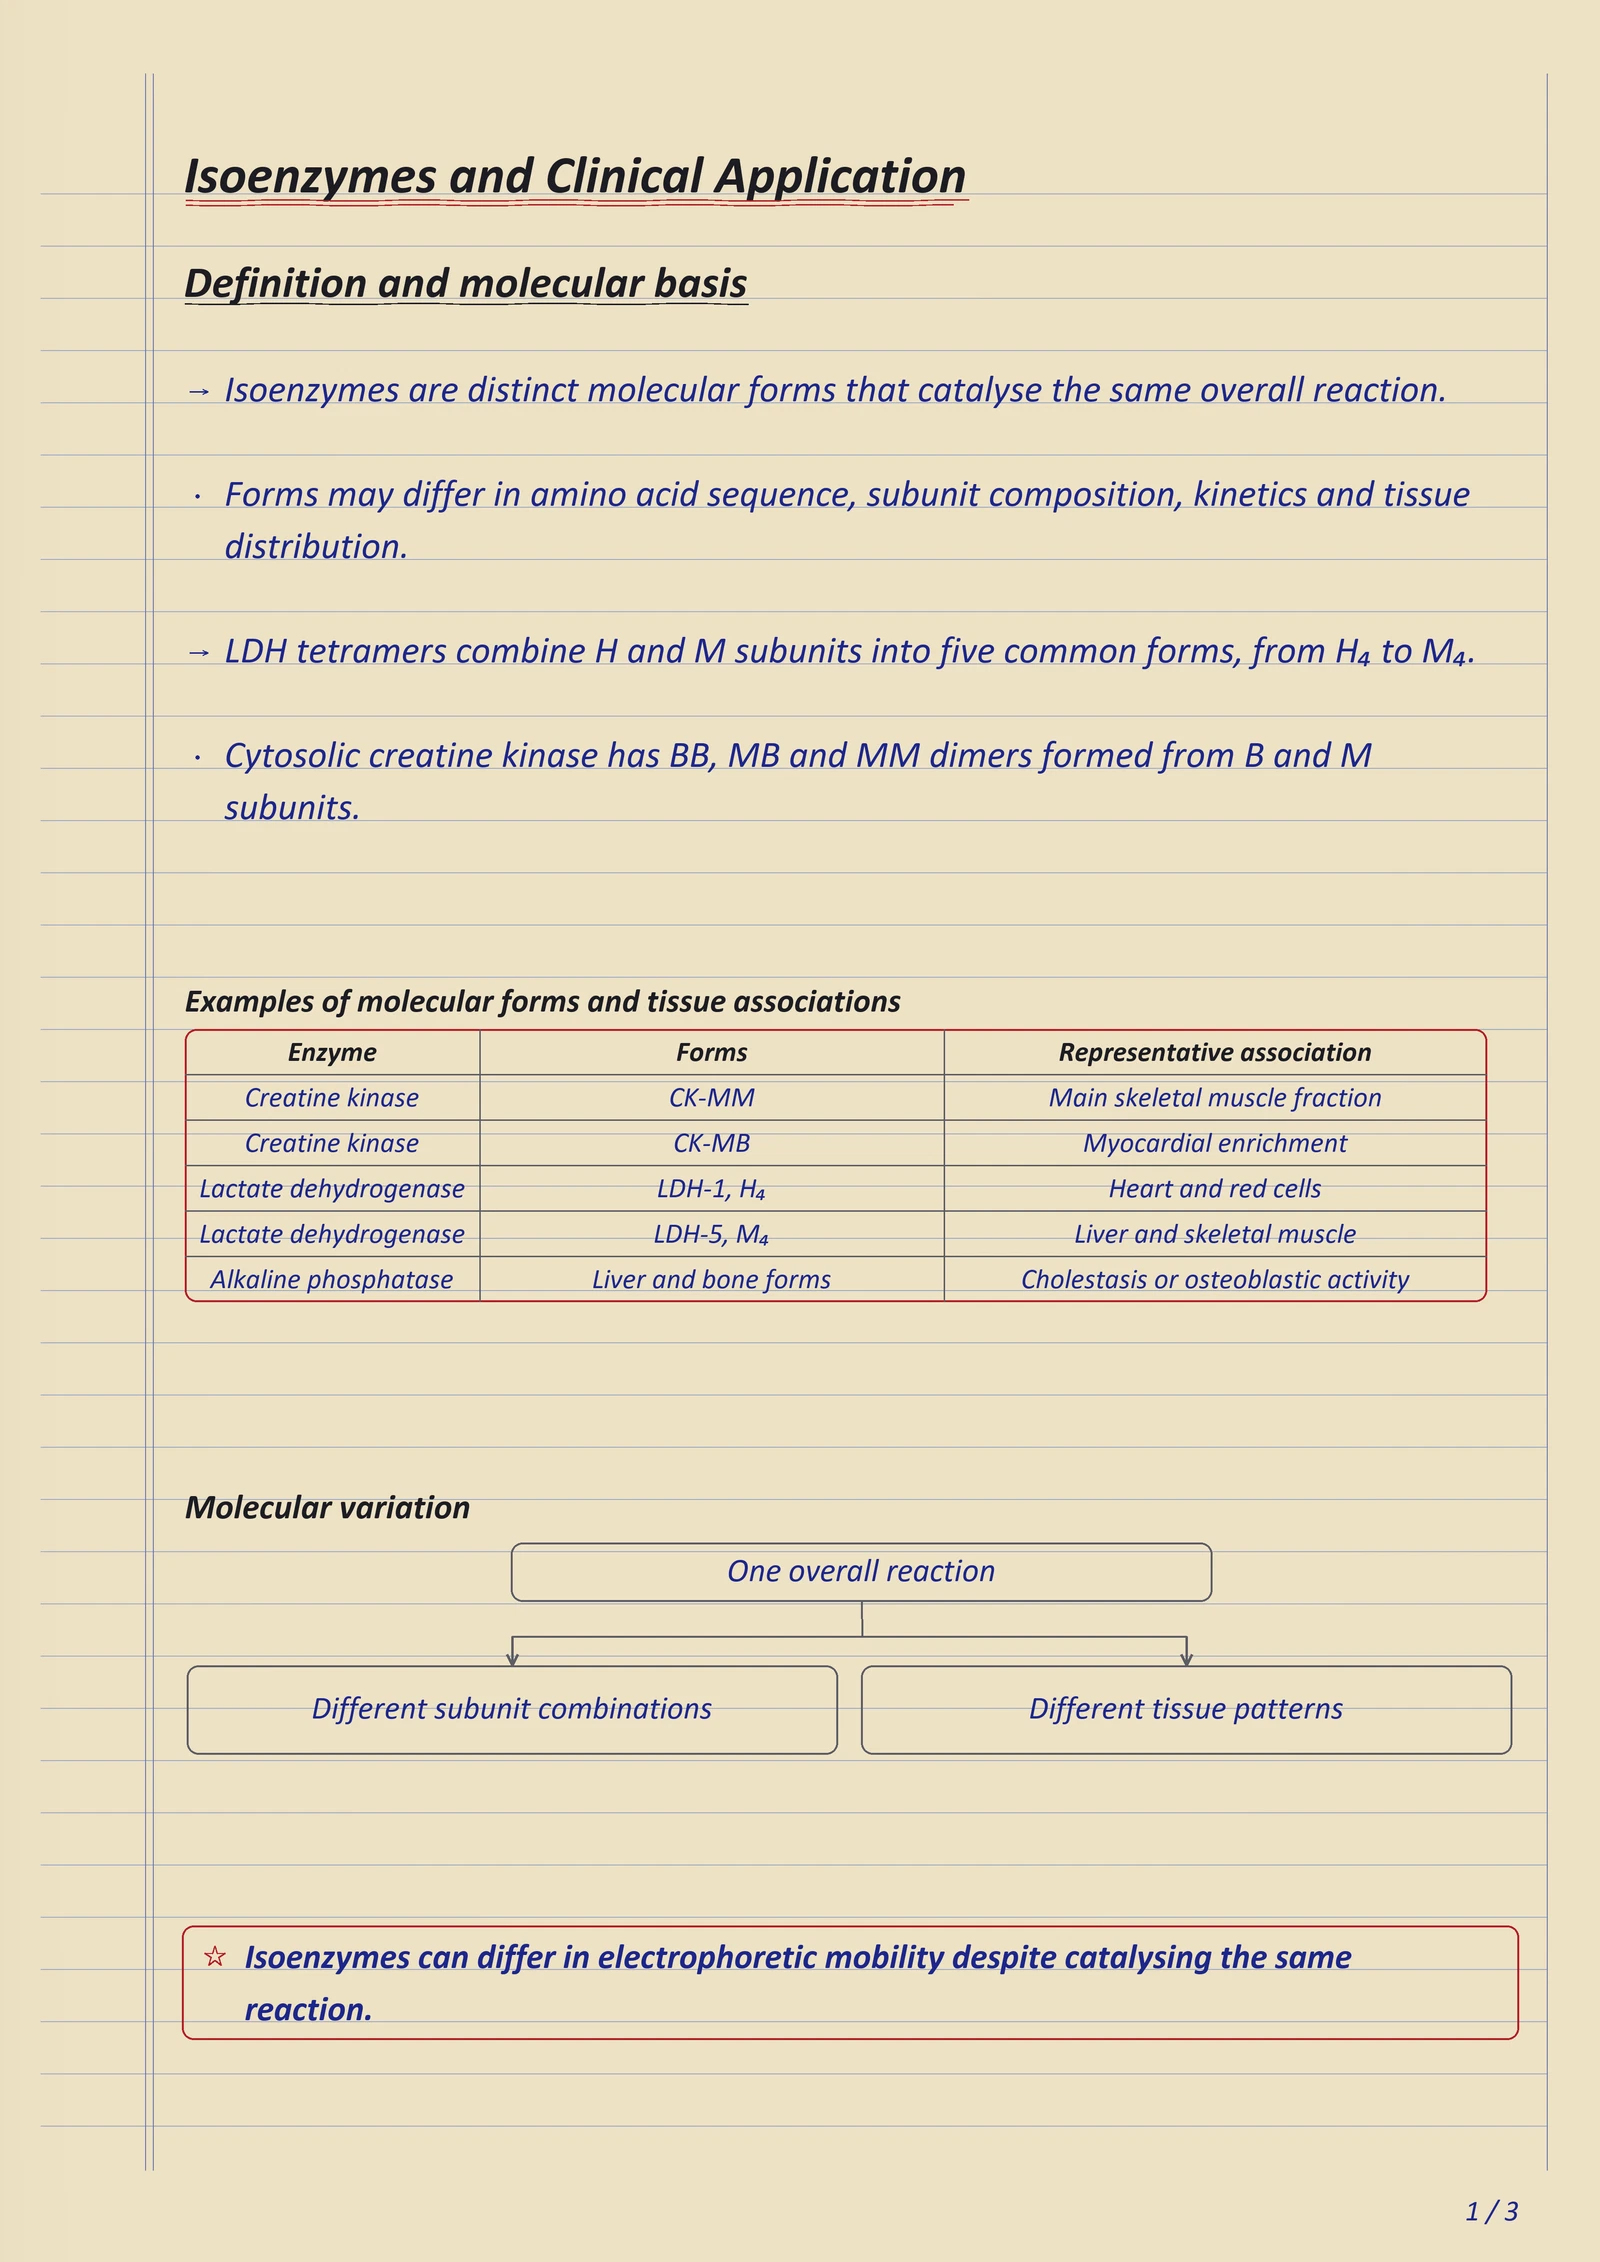 Isoenzymes and Clinical Application
Definition and molecular basis
→ Isoenzymes are distinct molecular forms that catalyse the same overall reaction.
· Forms may differ in amino acid sequence, subunit composition, kinetics and tissue
distribution.
→ LDH tetramers combine H and M subunits into five common forms, from H₄ to M₄.
· Cytosolic creatine kinase has BB, MB and MM dimers formed from B and M
subunits.
Examples of molecular forms and tissue associations
Enzyme Forms Representative association
Creatine kinase CK-MM Main skeletal muscle fraction
Creatine kinase CK-MB Myocardial enrichment
Lactate dehydrogenase LDH-1, H₄ Heart and red cells
Lactate dehydrogenase LDH-5, M₄ Liver and skeletal muscle
Alkaline phosphatase Liver and bone forms Cholestasis or osteoblastic activity
Molecular variation
One overall reaction
Different subunit combinations Different tissue patterns
☆ Isoenzymes can differ in electrophoretic mobility despite catalysing the same
reaction.
1 / 3